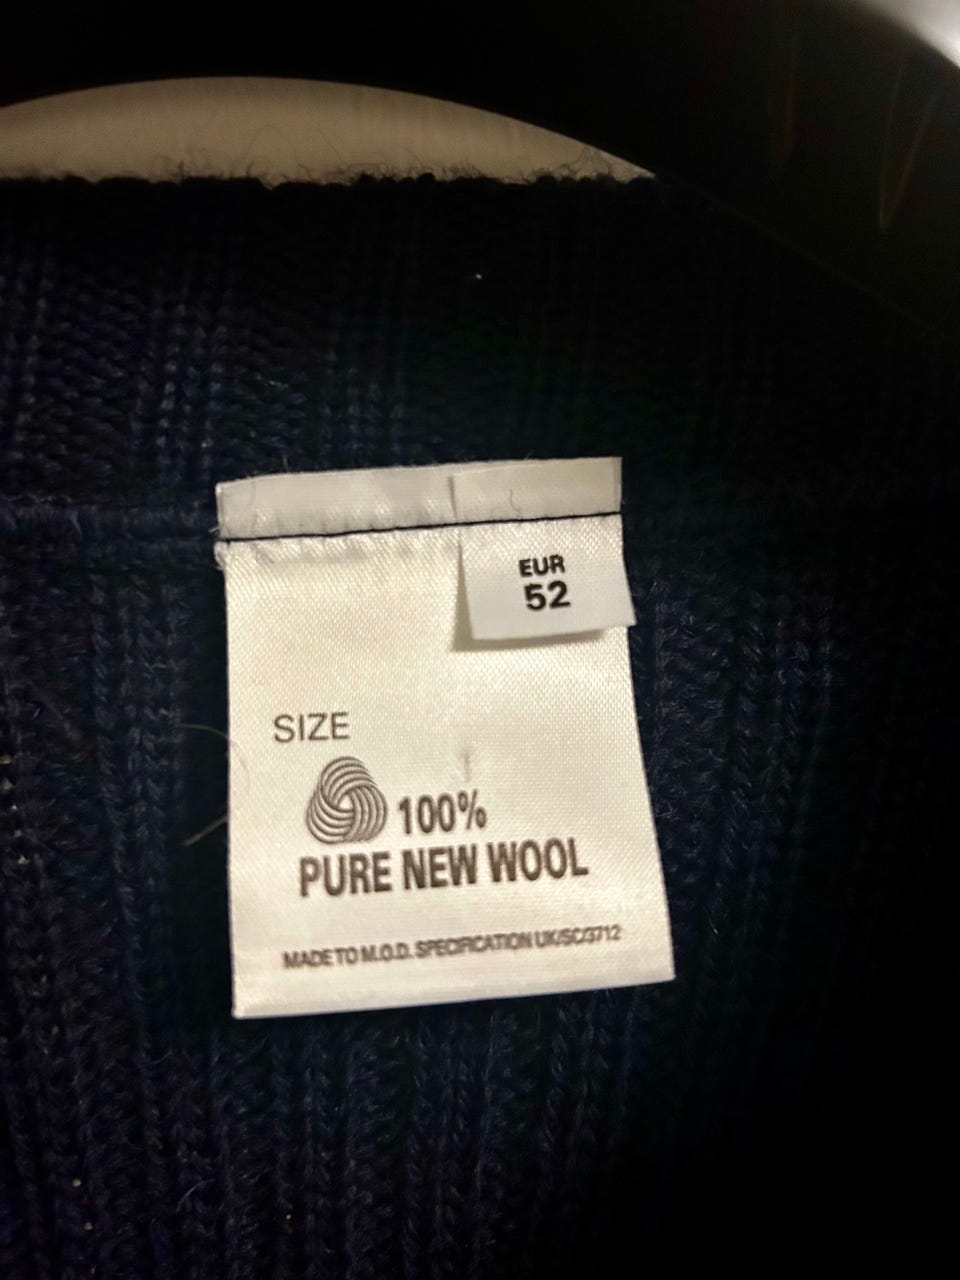 EUR
52
SIZE
100%
PURE NEW WOOL
MADE TO M.O.D. SPECIFICATION UK/SC/3712